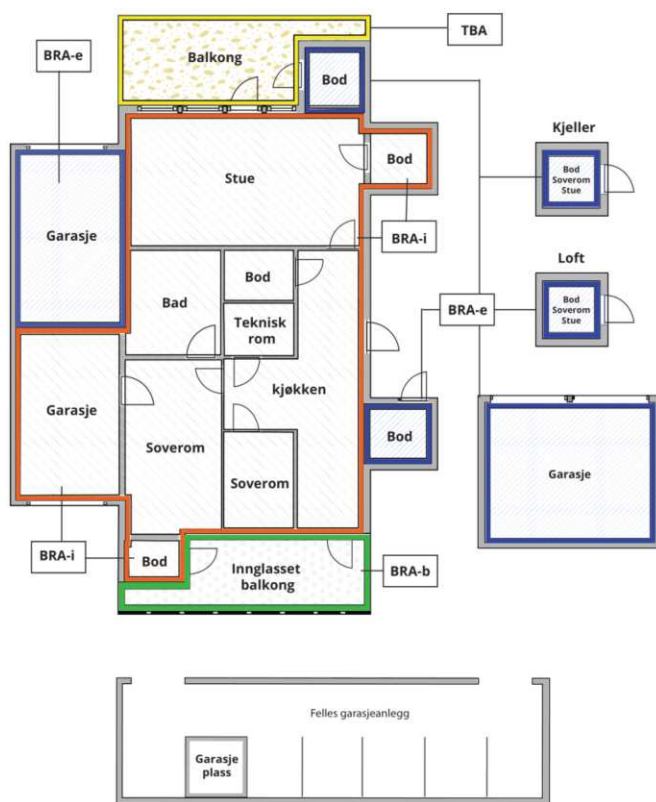 TBA
BRA-e
Balkong
Bod
Kjeller
Bod
Soverom
Stue
Bod
Stue
Garasje
BRA-i
Loft
Bod
Soverom
Stue
Bod
Bad
BRA-e
Teknisk
rom
Garasje
kjøkken
Bod
Soverom
Soverom
Garasje
BRA-i
Bod
Innglasset
balkong
BRA-b
Felles garasjeanlegg
Garasje
plass